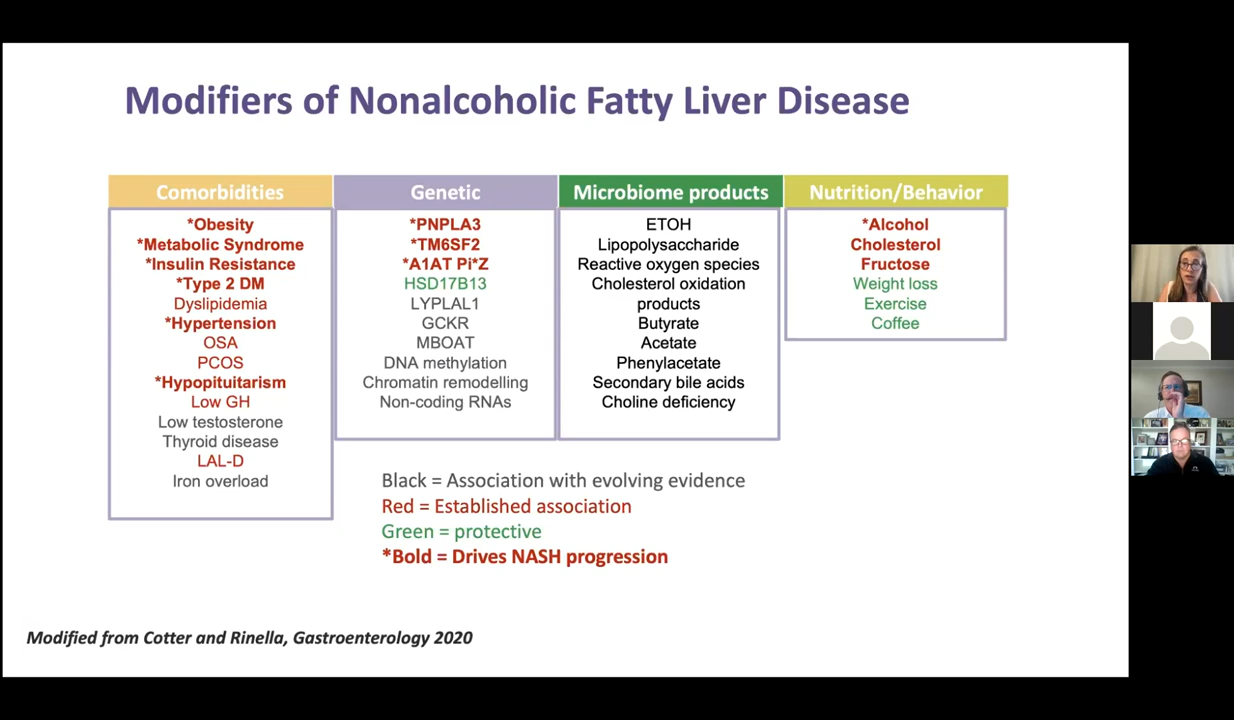 Modifiers of Nonalcoholic Fatty Liver Disease
Comorbidities
*Obesity
*Metabolic Syndrome
*Insulin Resistance
*Type 2 DM
Dyslipidemia
*Hypertension
OSA
PCOS
*Hypopituitarism
Low GH
Low testosterone
Thyroid disease
LAL-D
Iron overload
Genetic
*PNPLA3
*TM6SF2
*A1AT Pi*Z
HSD17B13
LYPLAL1
GCKR
MBOAT
DNA methylation
Chromatin remodelling
Non-coding RNAs
Microbiome products
ETOH
Lipopolysaccharide
Reactive oxygen species
Cholesterol oxidation
products
Butyrate
Acetate
Phenylacetate
Secondary bile acids
Choline deficiency
Nutrition/Behavior
*Alcohol
Cholesterol
Fructose
Weight loss
Exercise
Coffee
Black = Association with evolving evidence
Red = Established association
Green = protective
*Bold = Drives NASH progression
Modified from Cotter and Rinella, Gastroenterology 2020